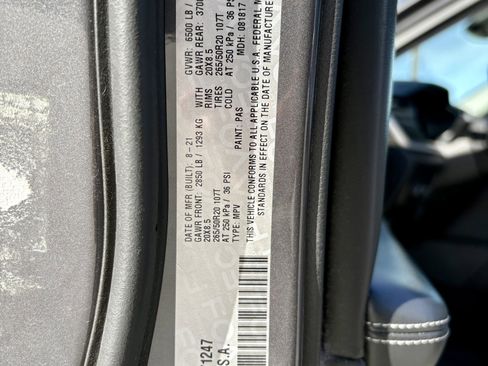 DATE OF MFR (BUILT): 8-21 GVWR: 6500 LB /
GAWR FRONT: 2850 LB / 1293 KG WITH GAWR REAR: 3700
20X8.5 RIMS 20X8.5
265/50R20 107T TIRES 265/50R20 107T
AT 250 kPa / 36 PSI COLD AT 250 kPa / 36 PSI
TYPE: MPV PAINT: PAS MDH: 081817
THIS VEHICLE CONFORMS TO ALL APPLICABLE U.S.A. FEDERAL M
STANDARDS IN EFFECT ON THE DATE OF MANUFACTURE
1247
S.A.